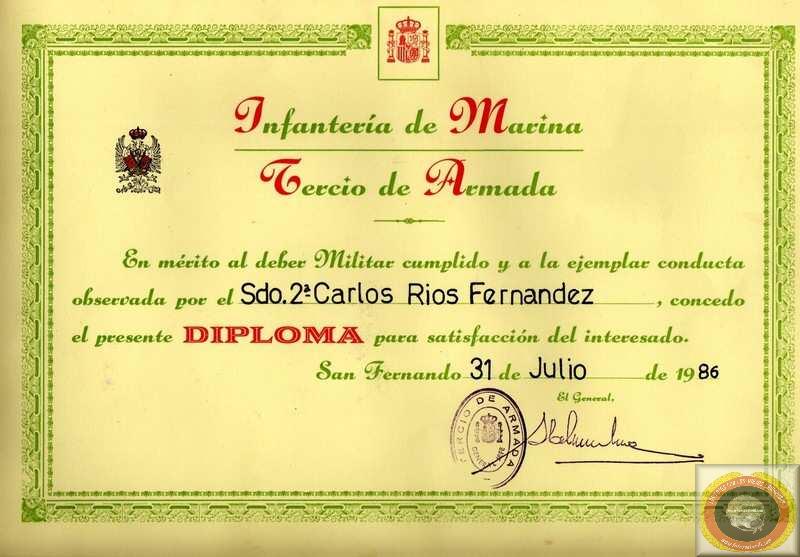 Infantería de Marina
Tercio de Armada
En mérito al deber Militar cumplido y a la ejemplar conducta
observada por el Sdo. 2ª Carlos Rios Fernandez, concedo
el presente DIPLOMA para satisfacción del interesado.
San Fernando 31 de Julio de 1986
El General,
TERCIO DE ARMADA